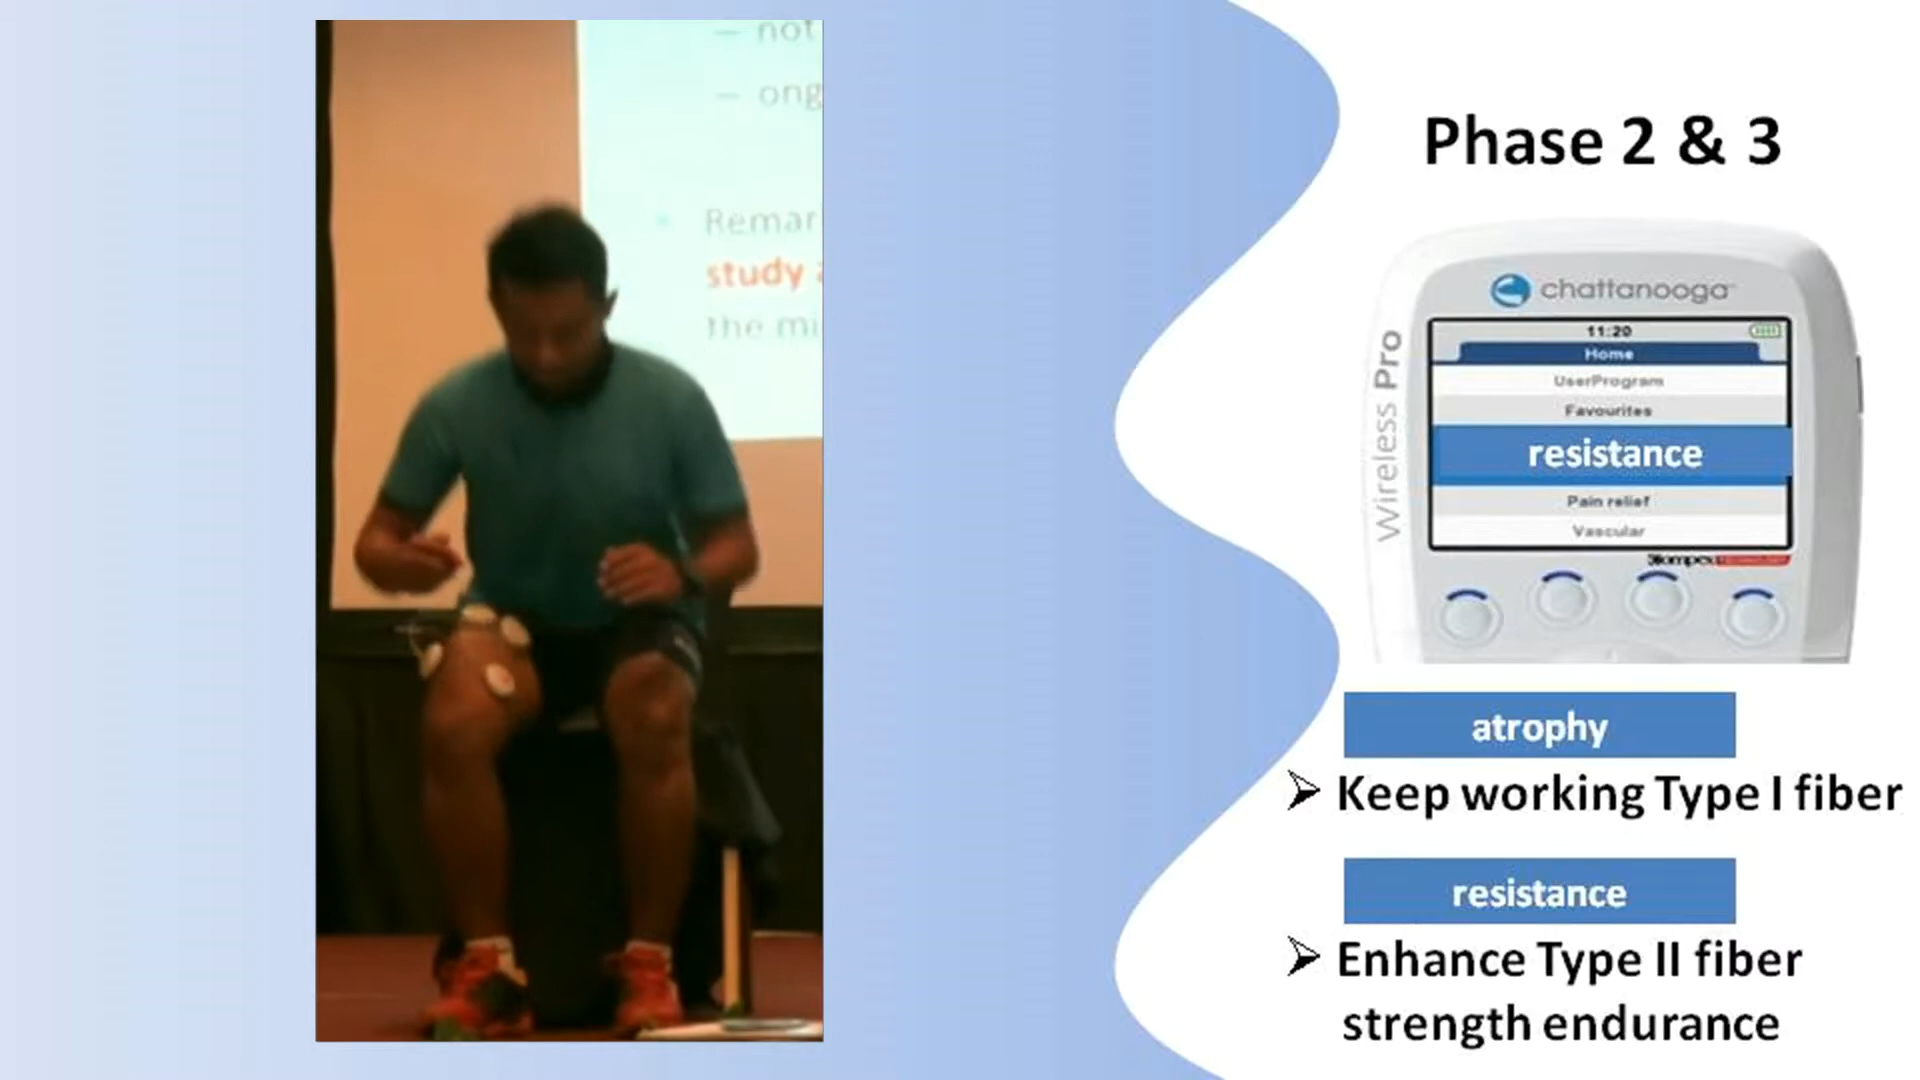 – not
– ong
Remar
study
the mi
Phase 2 & 3
chattanooga
Wireless Pro
11:20
Home
UserProgram
Favourites
resistance
Pain relief
Vascular
atrophy
➢ Keep working Type I fiber
resistance
➢ Enhance Type II fiber
strength endurance